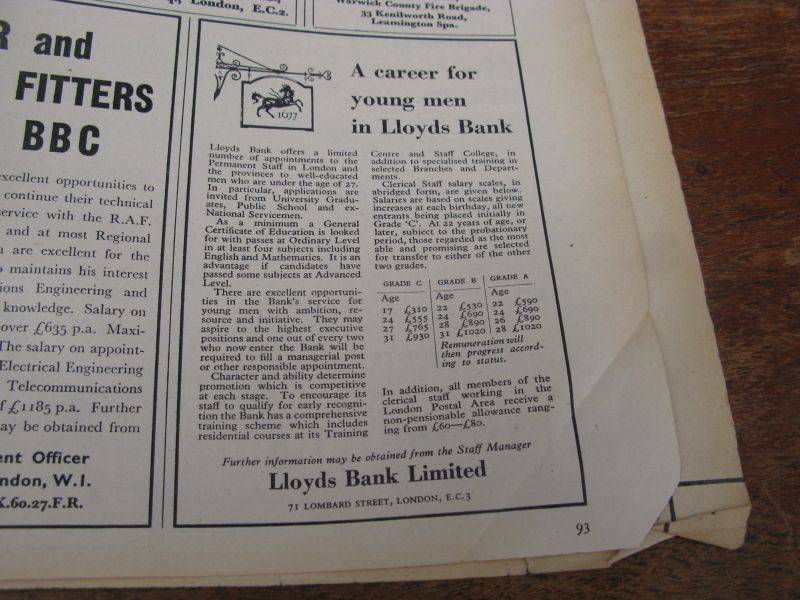 London, E.C.2.
Warwick County Fire Brigade,
33 Kenilworth Road,
Leamington Spa.
R and
FITTERS
BBC
excellent opportunities to
continue their technical
service with the R.A.F.
and at most Regional
are excellent for the
maintains his interest
ions Engineering and
knowledge. Salary on
over £635 p.a. Maxi-
The salary on appoint-
Electrical Engineering
Telecommunications
of £1185 p.a. Further
ay be obtained from
ent Officer
ndon, W.1.
K.60.27.F.R.
1677
A career for
young men
in Lloyds Bank
Lloyds Bank offers a limited
number of appointments to the
Permanent Staff in London and
the provinces to well-educated
men who are under the age of 27.
In particular, applications are
invited from University Gradu-
ates, Public School and ex-
National Servicemen.
As a minimum a General
Certificate of Education is looked
for with passes at Ordinary Level
in at least four subjects including
English and Mathematics. It is an
advantage if candidates have
passed some subjects at Advanced
Level.
There are excellent opportuni-
ties in the Bank's service for
young men with ambition, re-
source and initiative. They may
aspire to the highest executive
positions and one out of every two
who now enter the Bank will be
required to fill a managerial post
or other responsible appointment.
Character and ability determine
promotion which is competitive
at each stage. To encourage its
staff to qualify for early recogni-
tion the Bank has a comprehensive
training scheme which includes
residential courses at its Training
Centre and Staff College, in
addition to specialised training in
selected Branches and Depart-
ments.
Clerical Staff salary scales, in
abridged form, are given below.
Salaries are based on scales giving
increases at each birthday, all new
entrants being placed initially in
Grade 'C'. At 22 years of age, or
later, subject to the probationary
period, those regarded as the most
able and promising are selected
for transfer to either of the other
two grades.
GRADE C GRADE B GRADE A
Age Age Age
17 £310 22 £530 22 £590
24 £555 24 £690 24 £690
27 £765 28 £890 26 £890
31 £930 31 £1020 28 £1020
Remuneration will
then progress accord-
ing to status.
In addition, all members of the
clerical staff working in the
London Postal Area receive a
non-pensionable allowance rang-
ing from £60—£80.
Further information may be obtained from the Staff Manager
Lloyds Bank Limited
71 LOMBARD STREET, LONDON, E.C.3
93